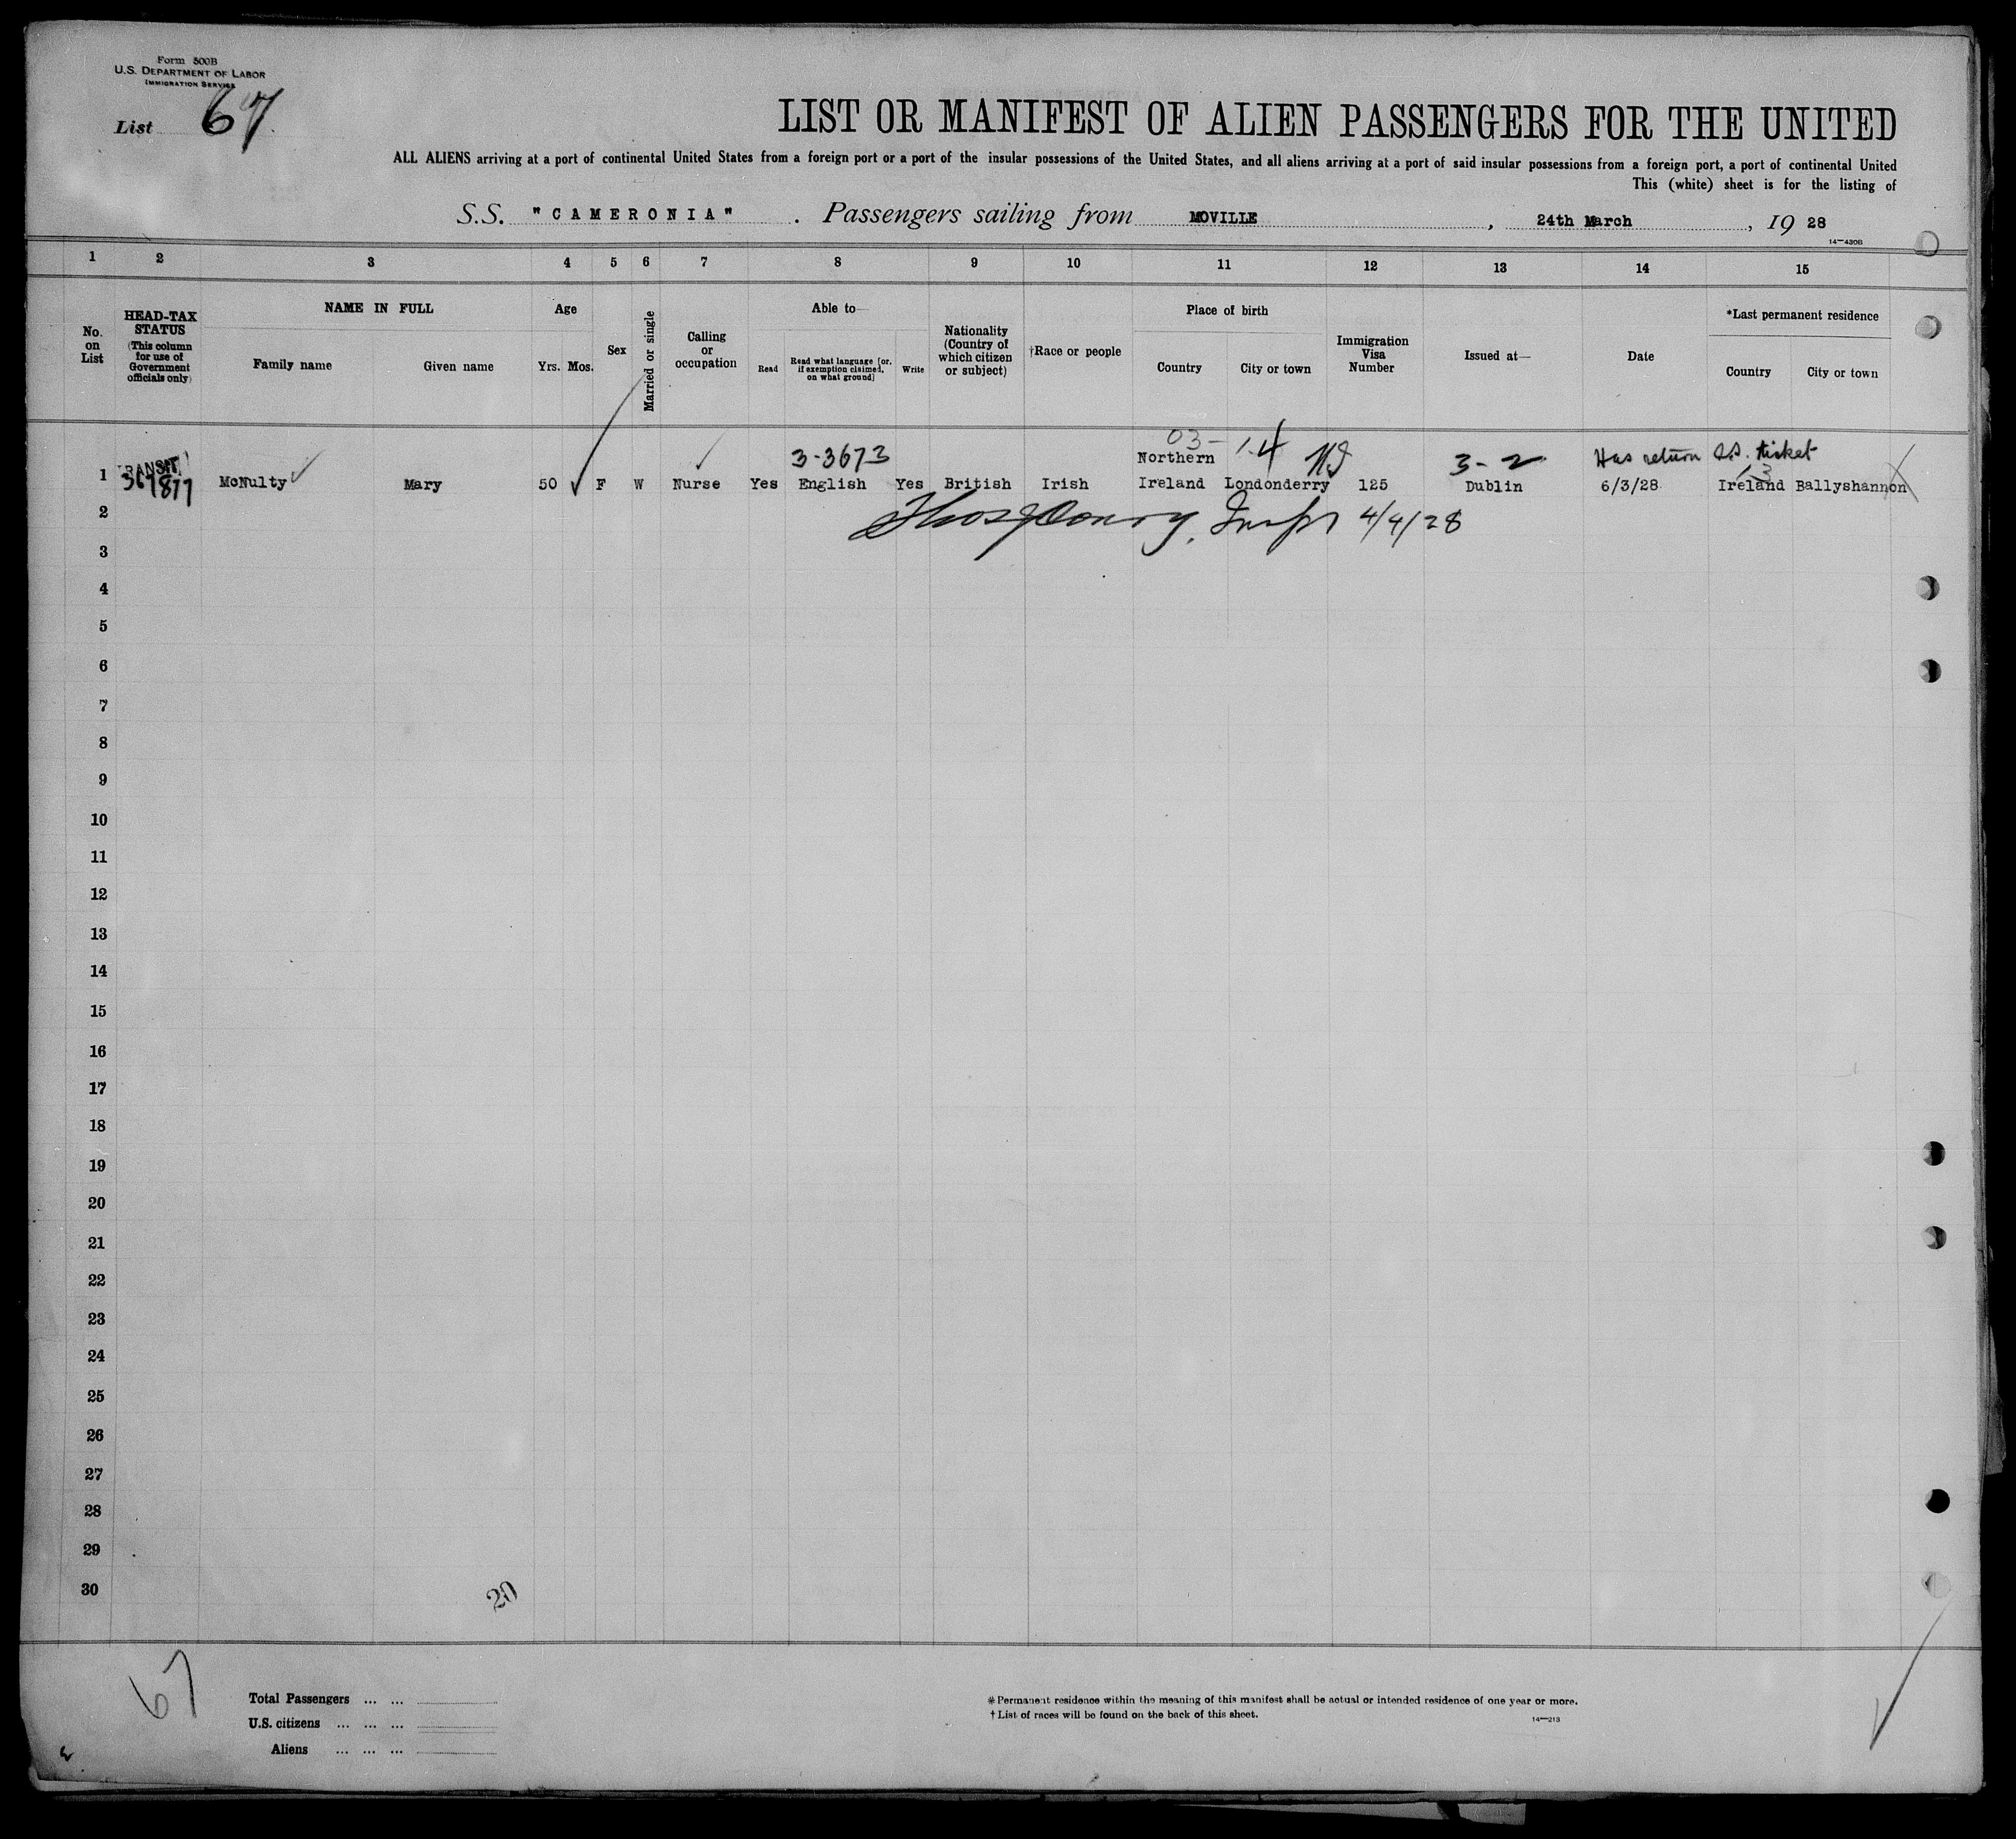 Form 500B
U.S. DEPARTMENT OF LABOR
IMMIGRATION SERVICE
List 67
LIST OR MANIFEST OF ALIEN PASSENGERS FOR THE UNITED
ALL ALIENS arriving at a port of continental United States from a foreign port or a port of the insular possessions of the United States, and all aliens arriving at a port of said insular possessions from a foreign port, a port of continental United
This (white) sheet is for the listing of
S.S. "CAMERONIA". Passengers sailing from MOVILLE, 24th March, 1928
14—430B
1 2 3 4 5 6 7 8 9 10 11 12 13 14 15
No. on List
HEAD-TAX STATUS
(This column for use of Government officials only)
NAME IN FULL
Family name Given name
Age
Yrs. Mos.
Sex
Married or single
Calling or occupation
Able to—
Read
Read what language [or, if exemption claimed, on what ground]
Write
Nationality (Country of which citizen or subject)
†Race or people
Place of birth
Country City or town
Immigration Visa Number
Issued at—
Date
*Last permanent residence
Country City or town
03- 1-4
3-3673 Northern 3-2 Has return S.S. ticket
TRANSIT 13
1 McNulty Mary 50 F W Nurse Yes English Yes British Irish Ireland Londonderry 125 Dublin 6/3/28 Ireland Ballyshannon
2 Inspr 4/4/28
3
4
5
6
7
8
9
10
11
12
13
14
15
16
17
18
19
20
21
22
23
24
25
26
27
28
29
30
20
67
Total Passengers ... ...
U.S. citizens ... ... ...
Aliens ... ... ...
*Permanent residence within the meaning of this manifest shall be actual or intended residence of one year or more.
†List of races will be found on the back of this sheet.
14—213